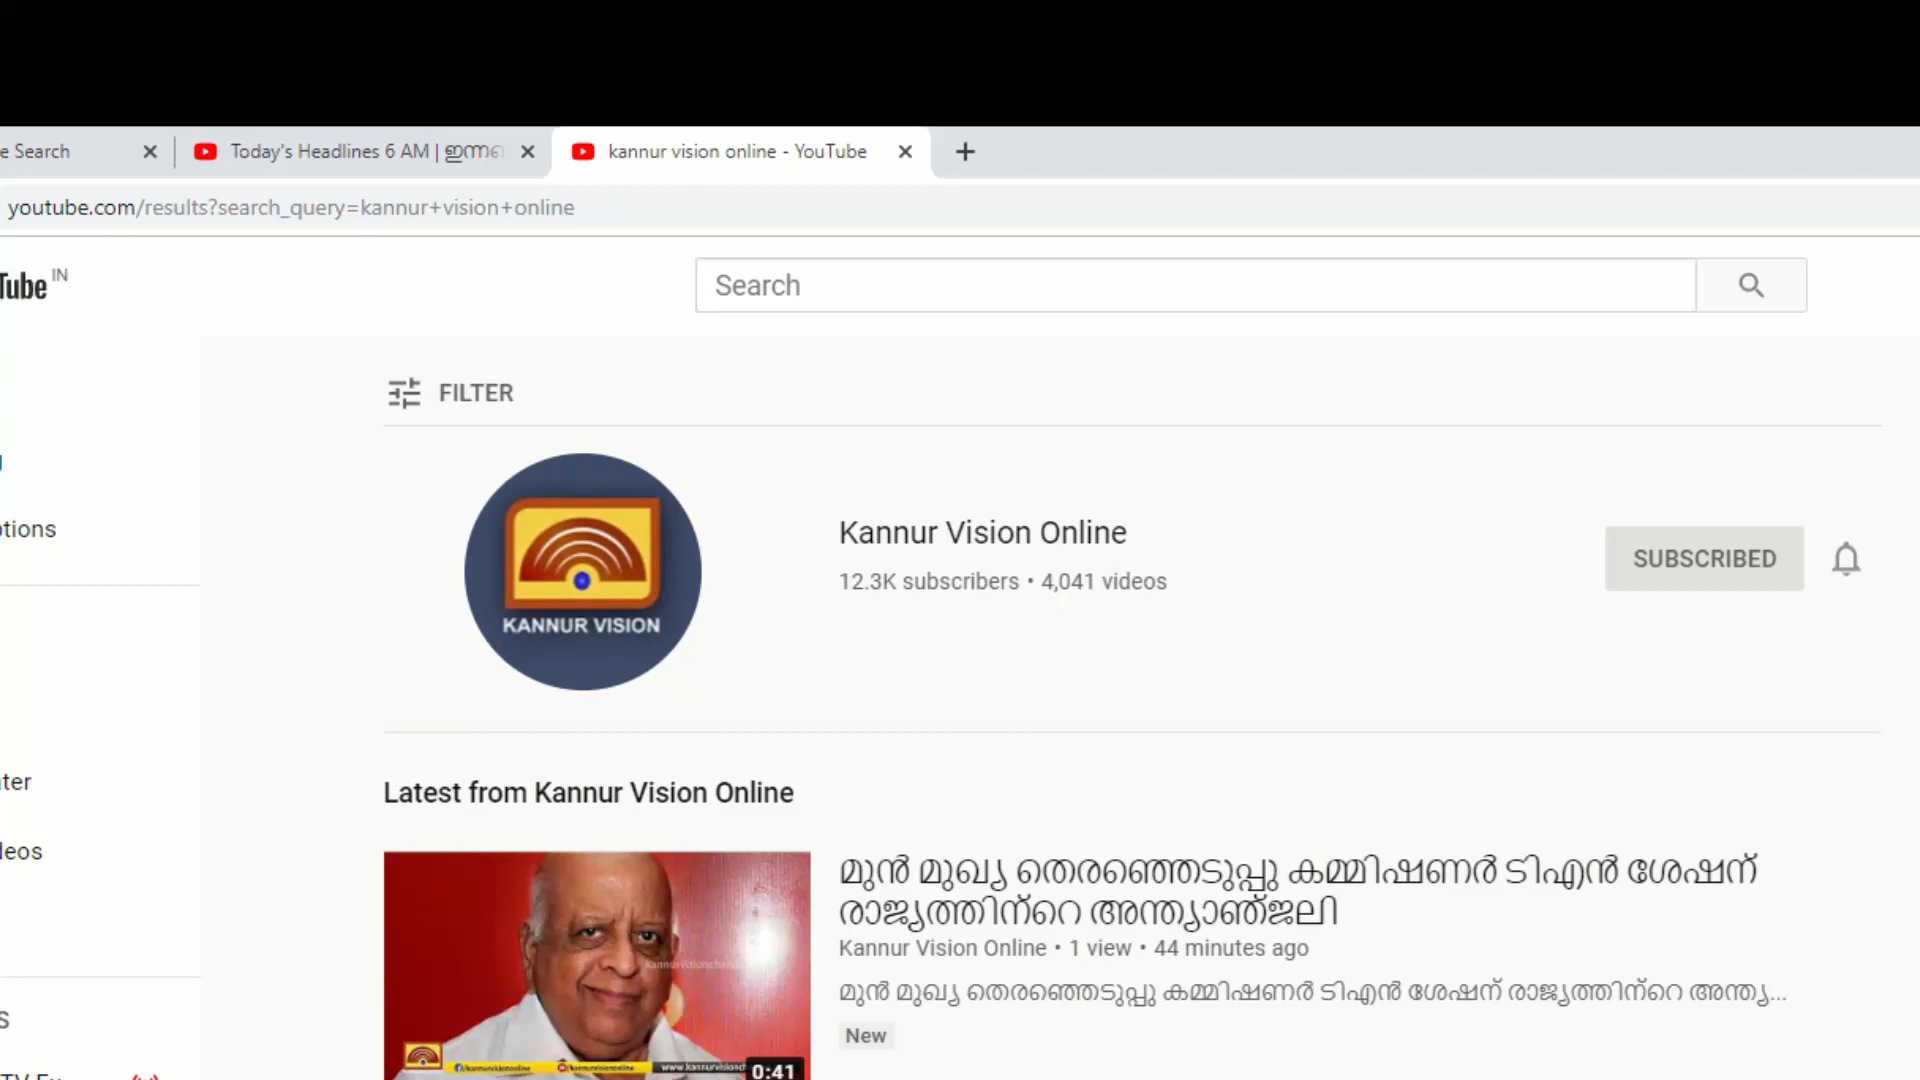 e Search
Today's Headlines 6 AM |
kannur vision online - YouTube
youtube.com/results?search_query=kannur+vision+online
Tube IN
Search
FILTER
KANNUR VISION
Kannur Vision Online
12.3K subscribers • 4,041 videos
SUBSCRIBED
otions
ater
leos
S
Latest from Kannur Vision Online
മുൻ മുഖ്യ തെരഞ്ഞെടുപ്പു കമ്മിഷണർ ടിഎൻ ശേഷന്
രാജ്യത്തിന്റെ അന്ത്യാഞ്ജലി
Kannur Vision Online • 1 view • 44 minutes ago
മുൻ മുഖ്യ തെരഞ്ഞെടുപ്പു കമ്മിഷണർ ടിഎൻ ശേഷന് രാജ്യത്തിന്റെ അന്ത്യ...
New
0:41